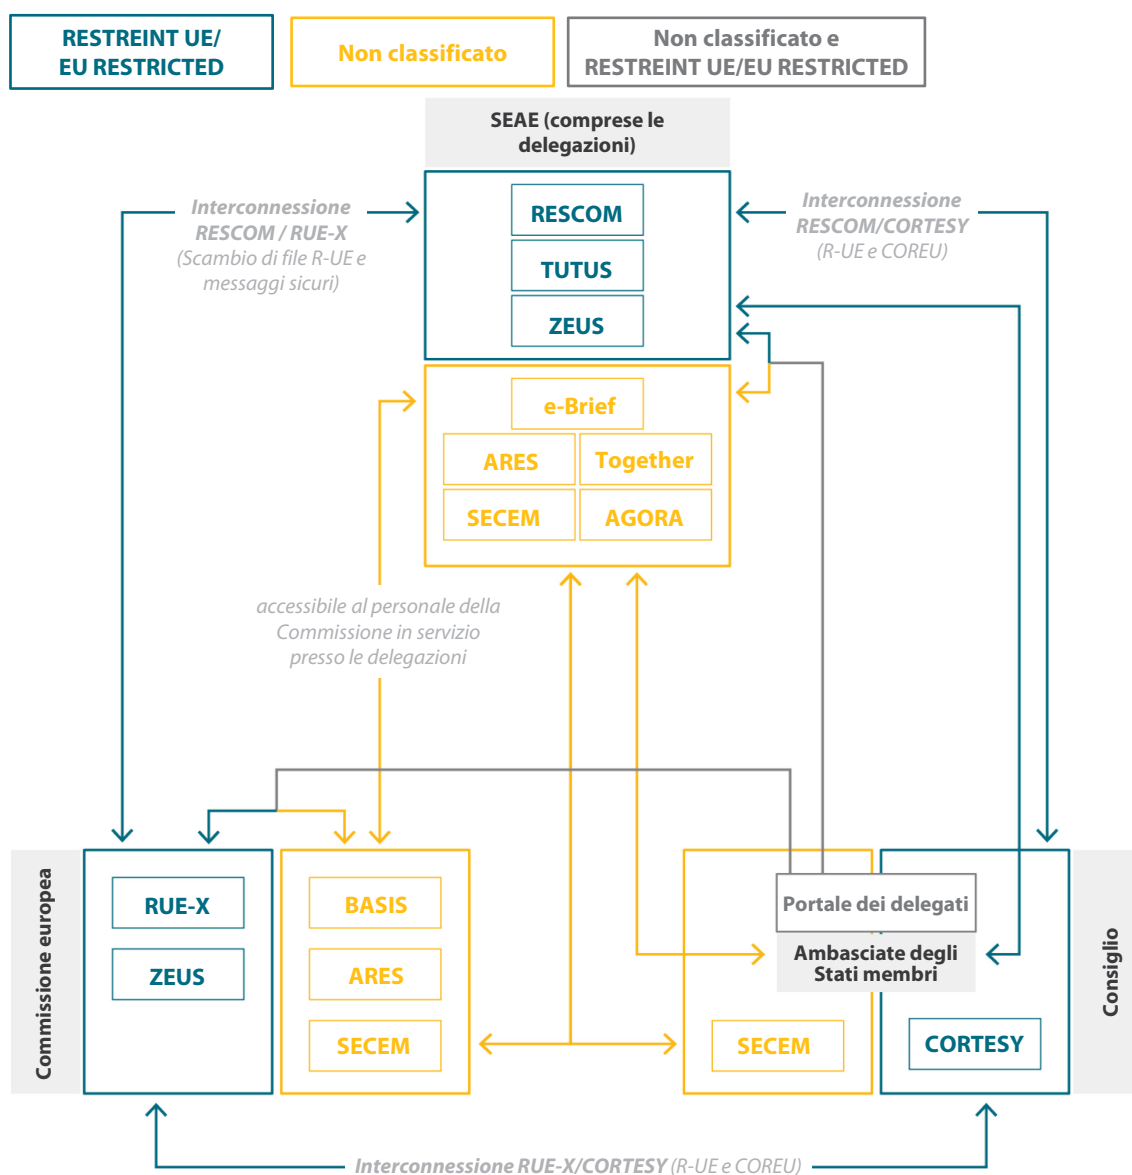 RESTREINT UE/
EU RESTRICTED
Non classificato
Non classificato e
RESTREINT UE/EU RESTRICTED
SEAE (comprese le
delegazioni)
Interconnessione
RESCOM / RUE-X
(Scambio di file R-UE e
messaggi sicuri)
RESCOM
TUTUS
ZEUS
Interconnessione
RESCOM/CORTESY
(R-UE e COREU)
e-Brief
ARES
Together
SECEM
AGORA
accessibile al personale della
Commissione in servizio
presso le delegazioni
Commissione europea
RUE-X
ZEUS
BASIS
ARES
SECEM
Portale dei delegati
Ambasciate degli
Stati membri
SECEM
CORTESY
Consiglio
Interconnessione RUE-X/CORTESY (R-UE e COREU)